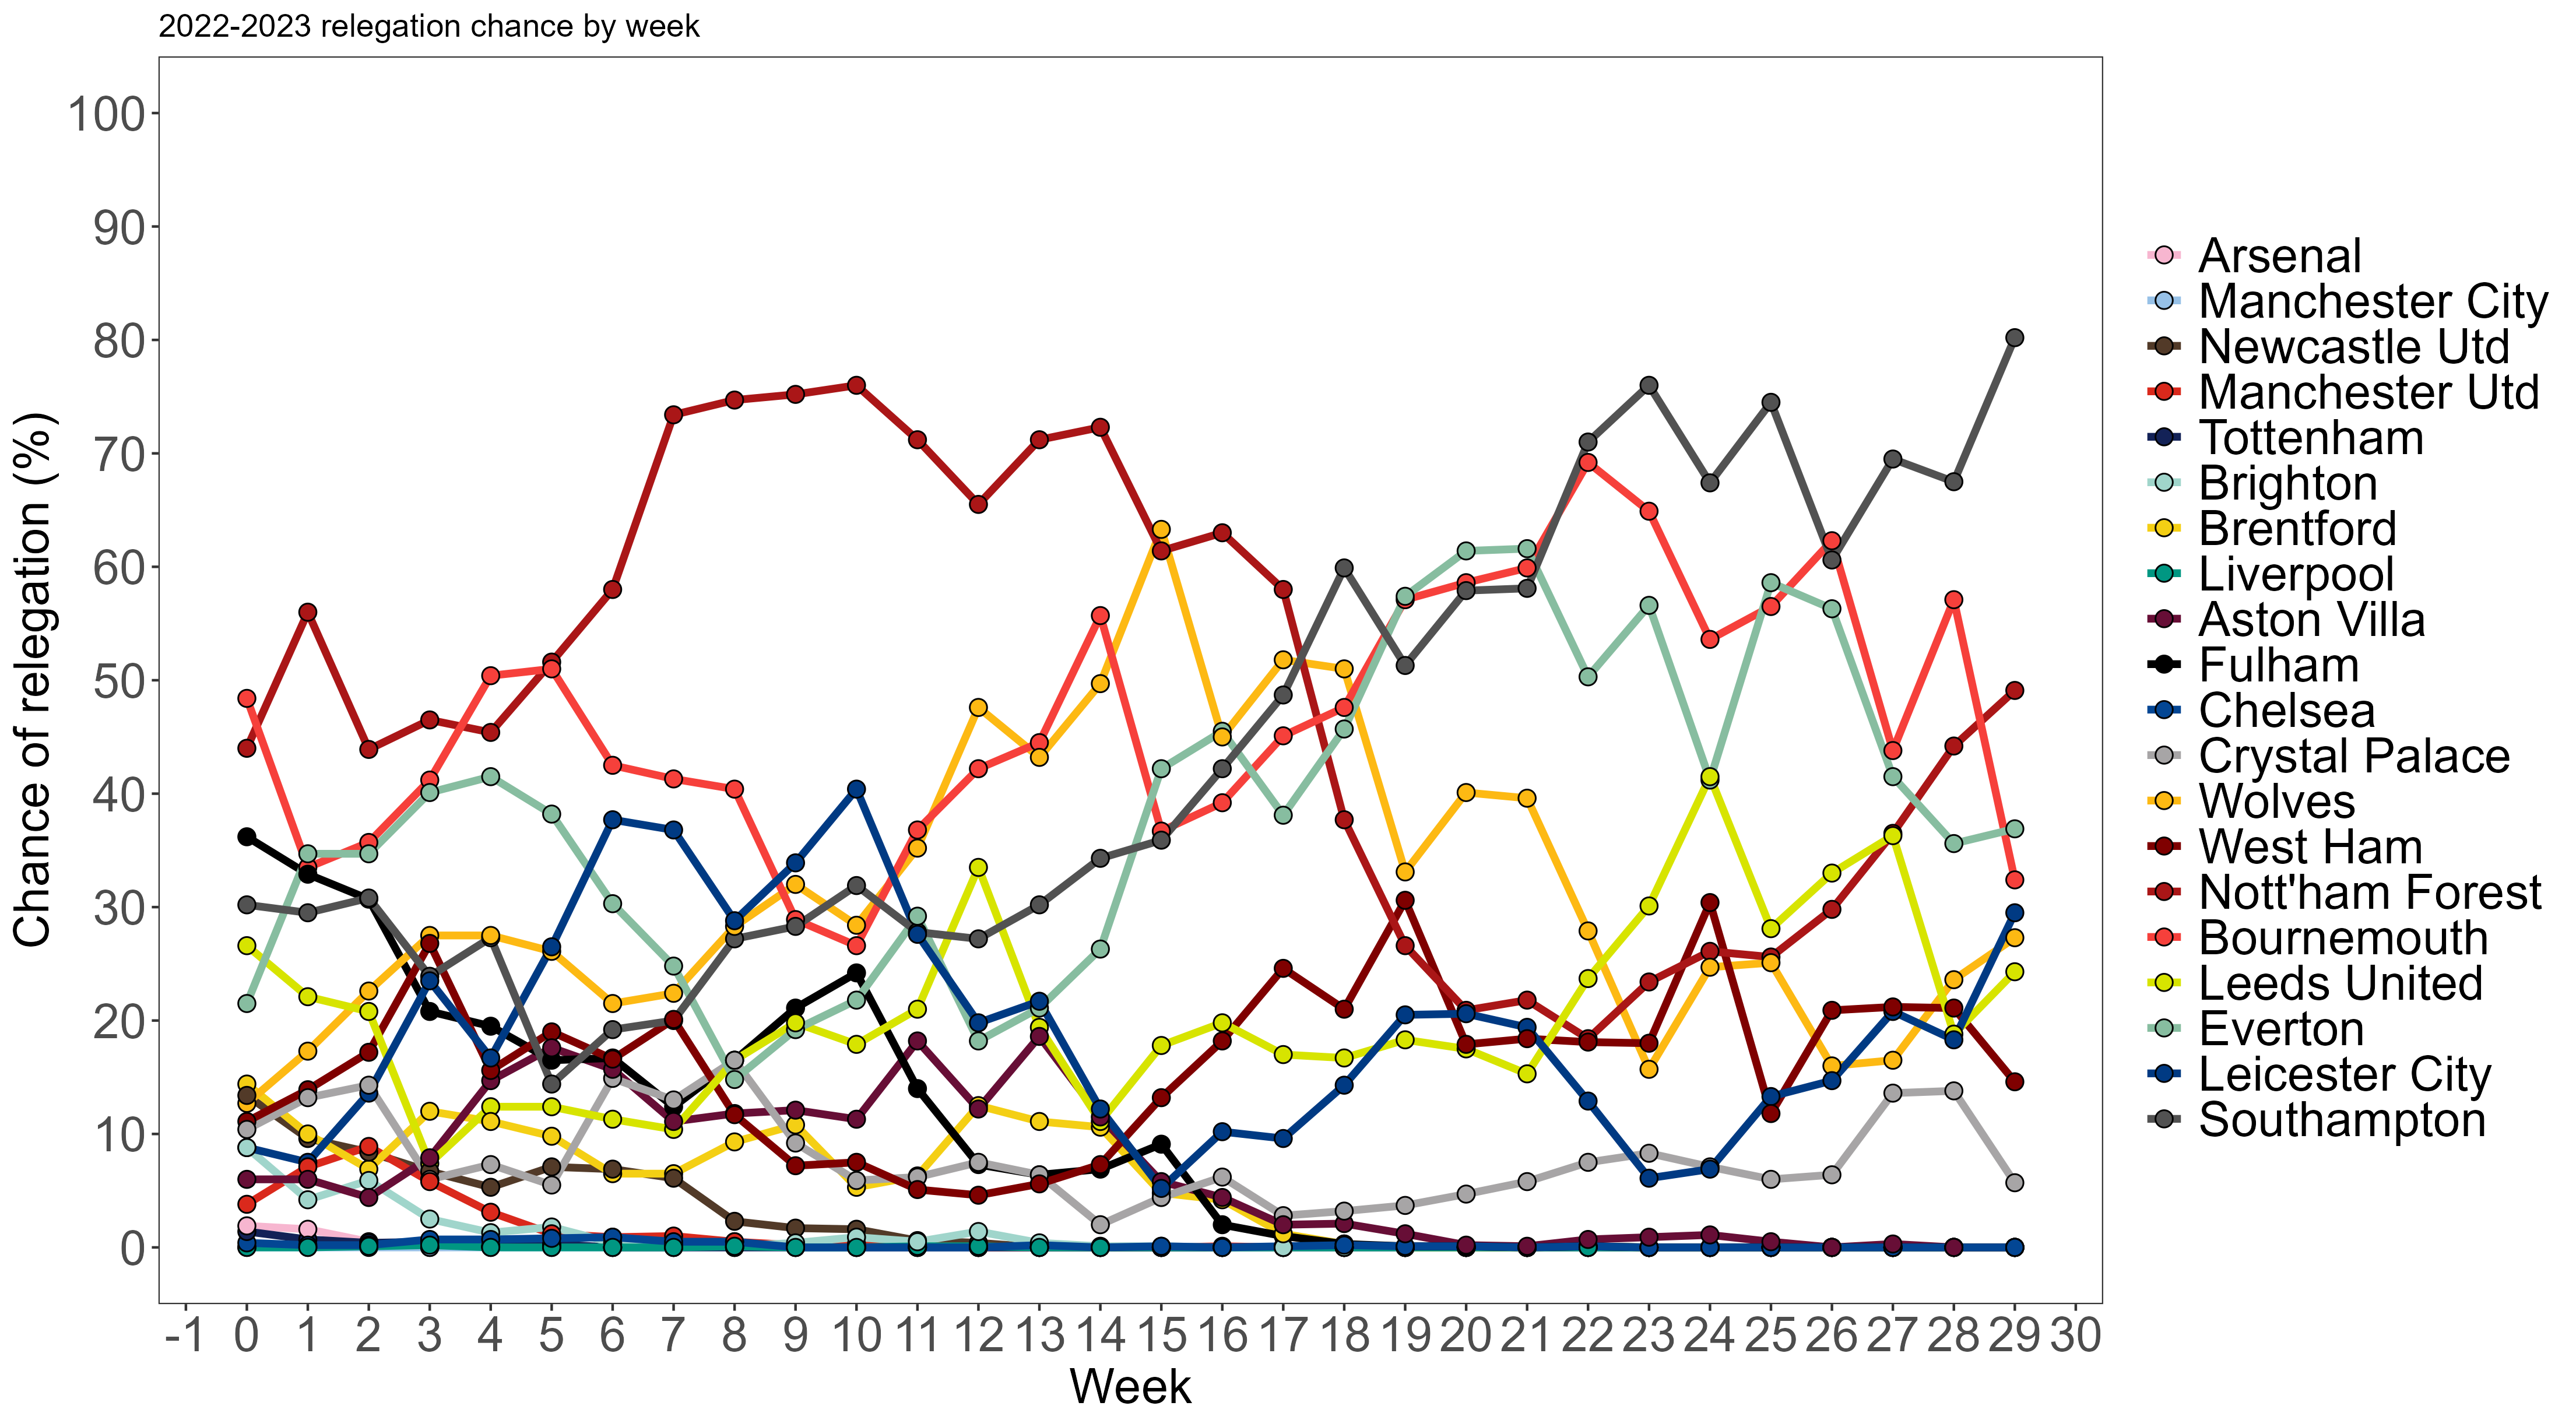 2022-2023 relegation chance by week
100
90
80
70
60
50
40
30
20
10
0
Chance of relegation (%)
-1 0 1 2 3 4 5 6 7 8 9 10 11 12 13 14 15 16 17 18 19 20 21 22 23 24 25 26 27 28 29 30
Week
Arsenal
Manchester City
Newcastle Utd
Manchester Utd
Tottenham
Brighton
Brentford
Liverpool
Aston Villa
Fulham
Chelsea
Crystal Palace
Wolves
West Ham
Nott'ham Forest
Bournemouth
Leeds United
Everton
Leicester City
Southampton